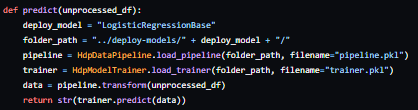 def predict(unprocessed_df):
    deploy_model = "LogisticRegressionBase"
    folder_path = "../deploy-models/" + deploy_model + "/"
    pipeline = HdpDataPipeline.load_pipeline(folder_path, filename="pipeline.pkl")
    trainer = HdpModelTrainer.load_trainer(folder_path, filename="trainer.pkl")
    data = pipeline.transform(unprocessed_df)
    return str(trainer.predict(data))